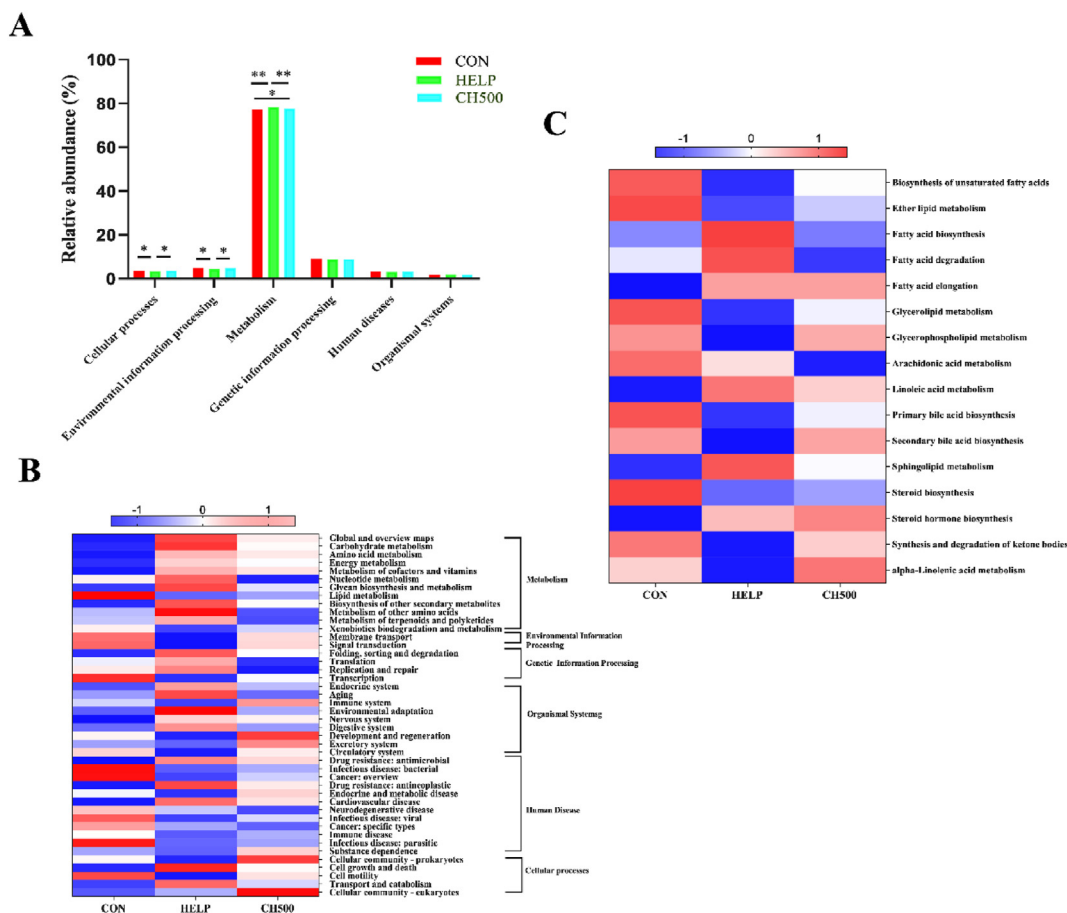 A
Relative abundance (%)
100
80
60
40
20
0
CON
HELP
CH500
** **
*
* *
* *
Cellular processes
Environmental information processing
Metabolism
Genetic information processing
Human diseases
Organismal systems
B
-1 0 1
Global and overview maps
Carbohydrate metabolism
Amino acid metabolism
Energy metabolism
Metabolism of cofactors and vitamins
Nucleotide metabolism
Glycan biosynthesis and metabolism
Lipid metabolism
Biosynthesis of other secondary metabolites
Metabolism of other amino acids
Metabolism of terpenoids and polyketides
Xenobiotics biodegradation and metabolism
Membrane transport
Signal transduction
Folding, sorting and degradation
Translation
Replication and repair
Transcription
Endocrine system
Aging
Immune system
Environmental adaptation
Nervous system
Digestive system
Development and regeneration
Excretory system
Circulatory system
Drug resistance: antimicrobial
Infectious disease: bacterial
Cancer: overview
Drug resistance: antineoplastic
Endocrine and metabolic disease
Cardiovascular disease
Neurodegenerative disease
Infectious disease: viral
Cancer: specific types
Immune disease
Infectious disease: parasitic
Substance dependence
Cellular community - prokaryotes
Cell growth and death
Cell motility
Transport and catabolism
Cellular community - eukaryotes
Metabolism
Environmental Information
Processing
Genetic Information Processing
Organismal Systemsg
Human Disease
Cellular processes
CON HELP CH500
C
-1 0 1
Biosynthesis of unsaturated fatty acids
Ether lipid metabolism
Fatty acid biosynthesis
Fatty acid degradation
Fatty acid elongation
Glycerolipid metabolism
Glycerophospholipid metabolism
Arachidonic acid metabolism
Linoleic acid metabolism
Primary bile acid biosynthesis
Secondary bile acid biosynthesis
Sphingolipid metabolism
Steroid biosynthesis
Steroid hormone biosynthesis
Synthesis and degradation of ketone bodies
alpha-Linolenic acid metabolism
CON HELP CH500